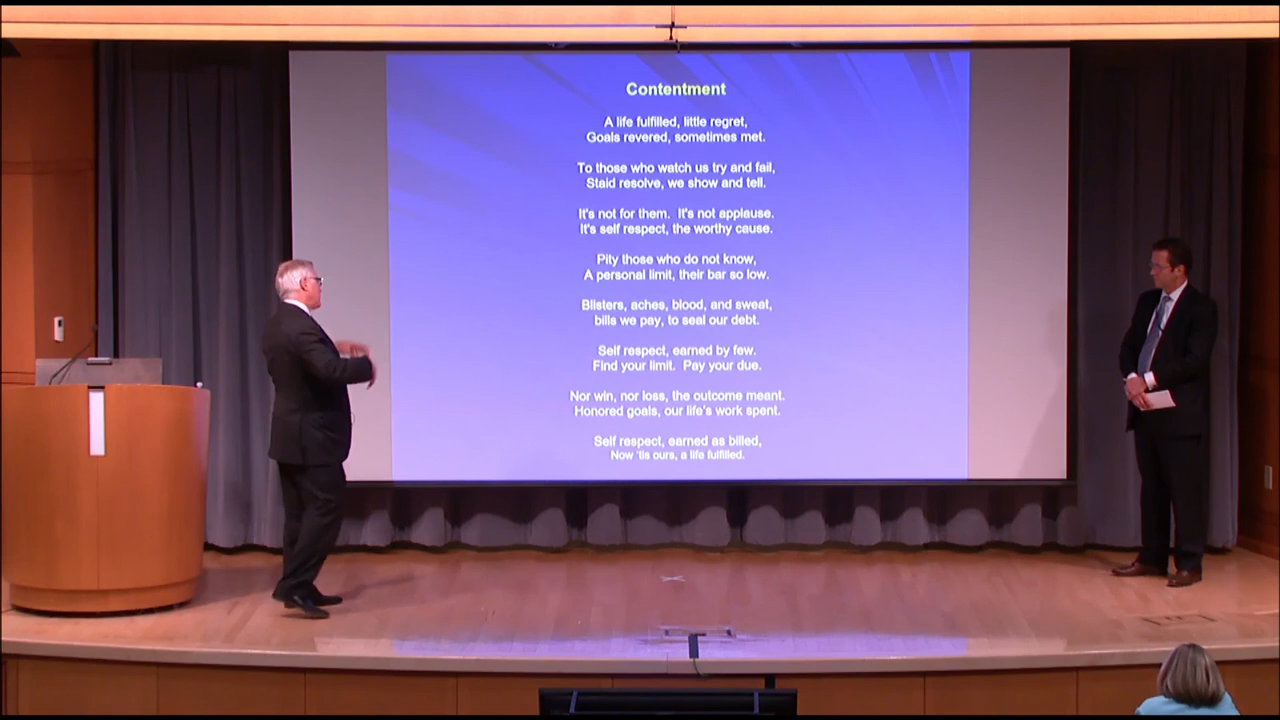 Contentment
A life fulfilled, little regret,
Goals revered, sometimes met.
To those who watch us try and fail,
Staid resolve, we show and tell.
It's not for them.  It's not applause.
It's self respect, the worthy cause.
Pity those who do not know,
A personal limit, their bar so low.
Blisters, aches, blood, and sweat,
bills we pay, to seal our debt.
Self respect, earned by few.
Find your limit.  Pay your due.
Nor win, nor loss, the outcome meant.
Honored goals, our life's work spent.
Self respect, earned as billed,
Now 'tis ours, a life fulfilled.